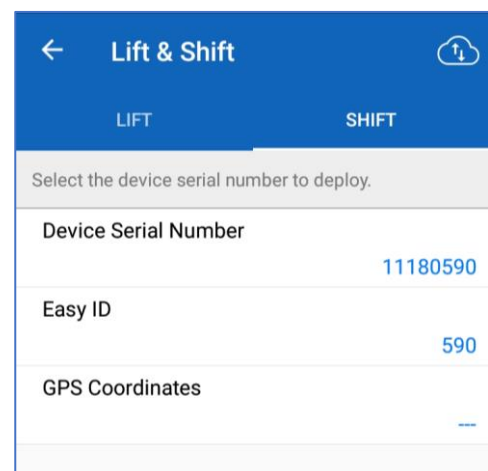 Lift & Shift
LIFT SHIFT
Select the device serial number to deploy.
Device Serial Number
11180590
Easy ID
590
GPS Coordinates
---